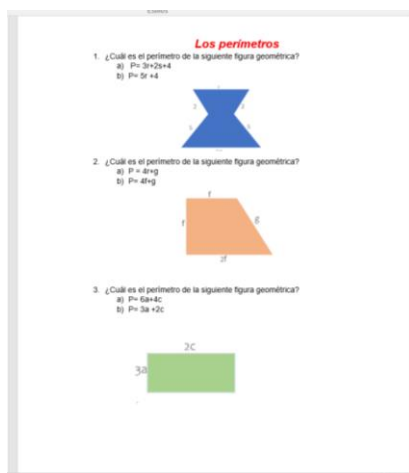 Los perímetros
1. ¿Cuál es el perímetro de la siguiente figura geométrica?
a) P= 3r+2s+4
b) P= 5r +4
2
2. ¿Cuál es el perímetro de la siguiente figura geométrica?
a) P = 4r+g
b) P= 4f+g
f
f
g
2f
3. ¿Cuál es el perímetro de la siguiente figura geométrica?
a) P= 6a+4c
b) P= 3a +2c
2c
3a